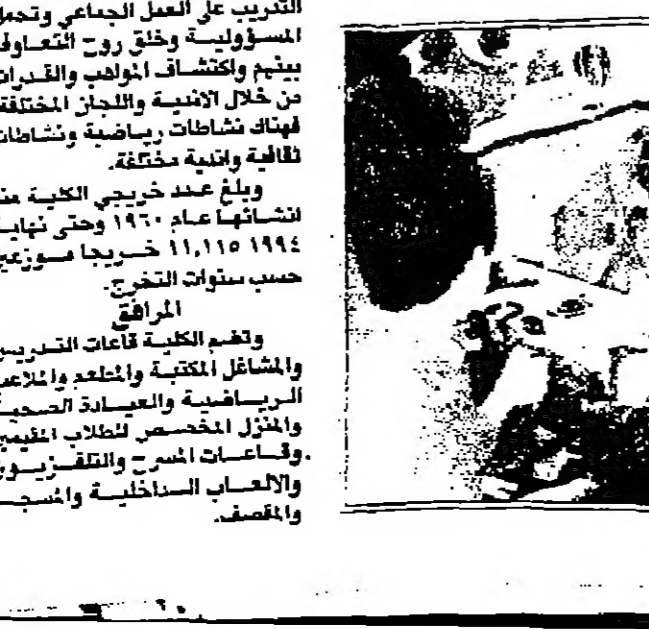 التدريب على العمل الجماعي وتحمل
المسؤولية وخلق روح التعاون
بينهم واكتشاف المواهب والقدرات
من خلال الاندية واللجان المختلفة
فهناك نشاطات رياضية ونشاطات
ثقافية واندية مختلفة.
وبلغ عدد خريجي الكلية منذ
انشائها عام ١٩٦٠ وحتى نهاية
١٩٩٤ ١١,١١٥ خريجا موزعين
حسب سنوات التخرج.
المرافق
وتضم الكلية قاعات التدريس
والمشاغل المكتبة والمطعم والملاعب
الرياضية والعيادة الصحية
والمنزل المخصص للطلاب المقيمين
وقاعات المسرح والتلفزيون
والالعاب الداخلية والمسجد
والمقصف.